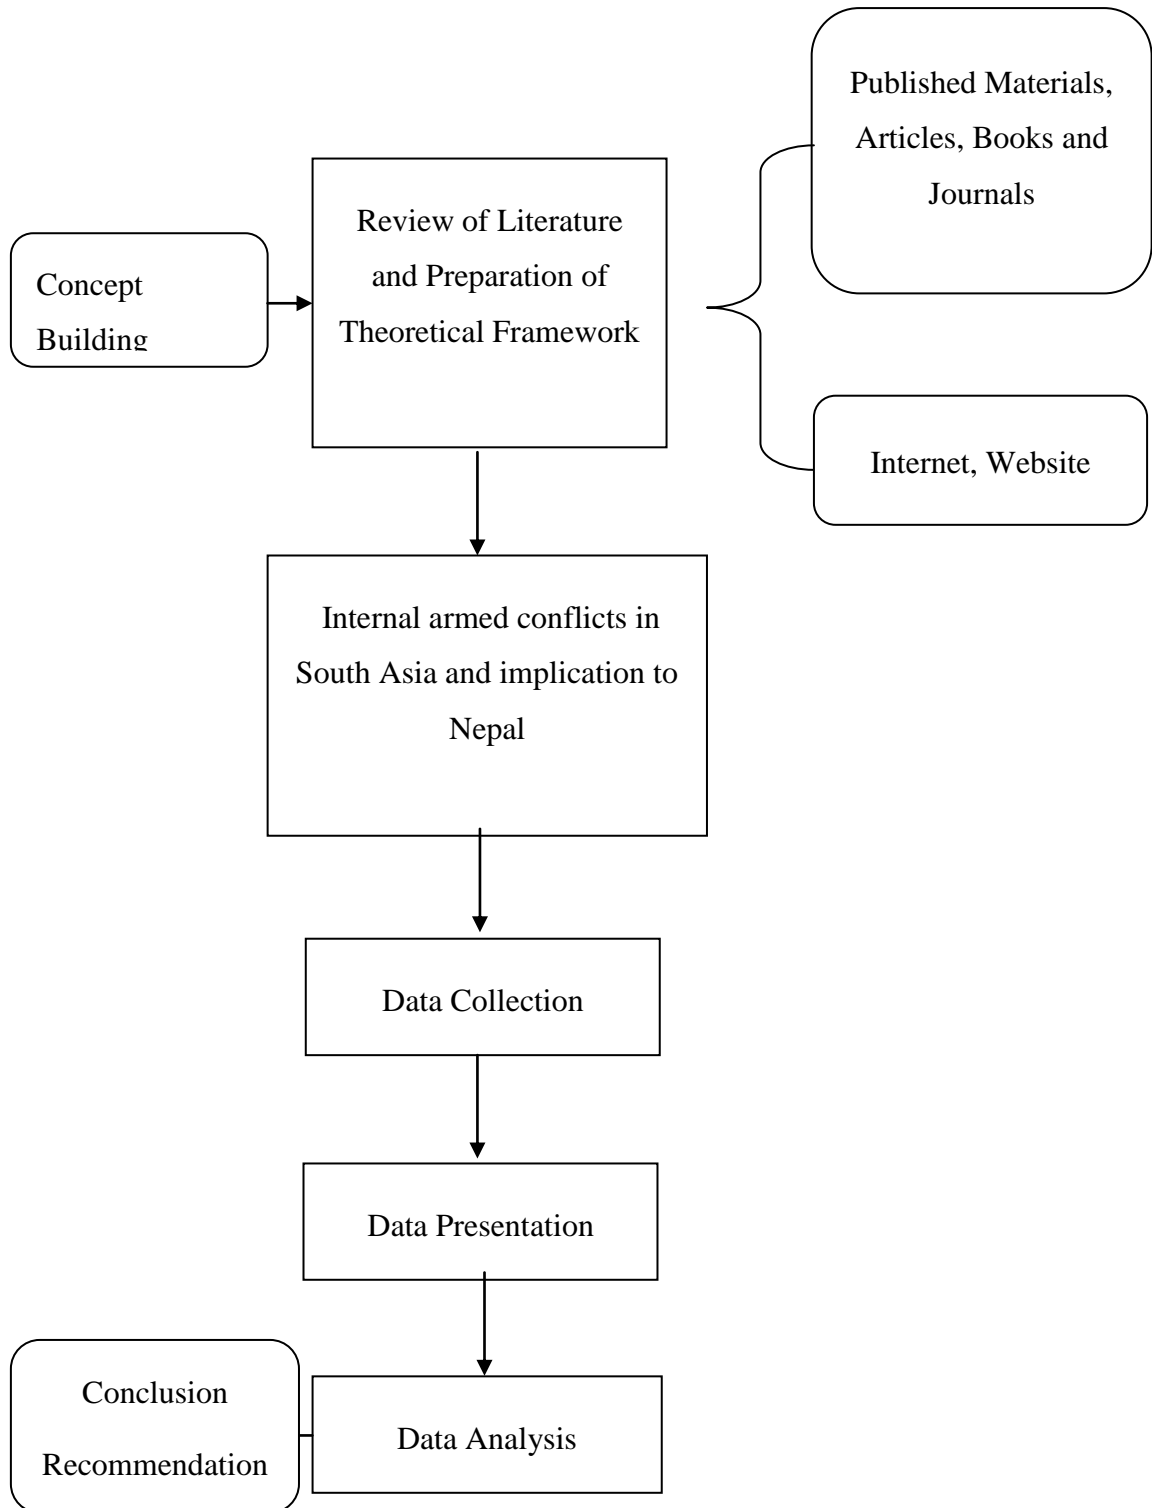 Published Materials,
Articles, Books and
Journals
Review of Literature
and Preparation of
Theoretical Framework
Concept
Building
Internet, Website
Internal armed conflicts in
South Asia and implication to
Nepal
Data Collection
Data Presentation
Conclusion
Recommendation
Data Analysis